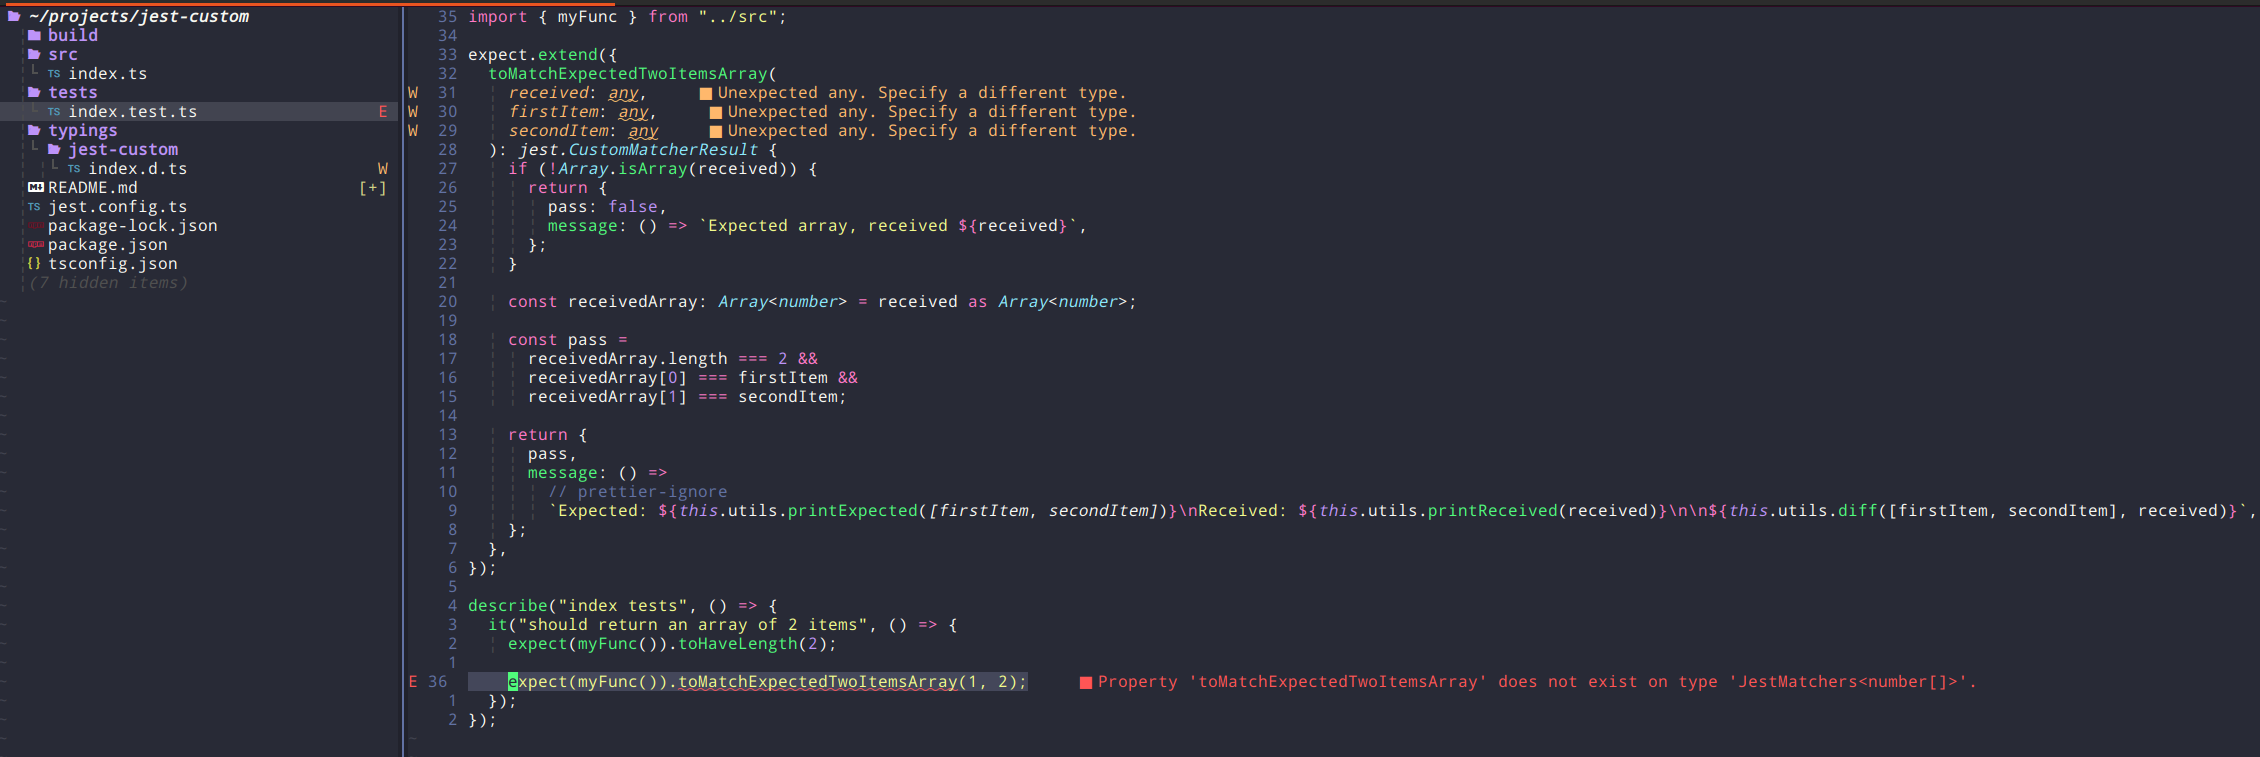 ~/projects/jest-custom
build
src
TS index.ts
tests
TS index.test.ts E
typings
jest-custom
TS index.d.ts W
README.md [+]
TS jest.config.ts
package-lock.json
package.json
{} tsconfig.json
(7 hidden items)
35 import { myFunc } from "../src";
34
33 expect.extend({
32 toMatchExpectedTwoItemsArray(
W 31 received: any, ■ Unexpected any. Specify a different type.
W 30 firstItem: any, ■ Unexpected any. Specify a different type.
W 29 secondItem: any ■ Unexpected any. Specify a different type.
28 ): jest.CustomMatcherResult {
27 if (!Array.isArray(received)) {
26 return {
25 pass: false,
24 message: () => `Expected array, received ${received}`,
23 };
22 }
21
20 const receivedArray: Array<number> = received as Array<number>;
19
18 const pass =
17 receivedArray.length === 2 &&
16 receivedArray[0] === firstItem &&
15 receivedArray[1] === secondItem;
14
13 return {
12 pass,
11 message: () =>
10 // prettier-ignore
9 `Expected: ${this.utils.printExpected([firstItem, secondItem])}\nReceived: ${this.utils.printReceived(received)}\n\n${this.utils.diff([firstItem, secondItem], received)}`,
8 };
7 },
6 });
5
4 describe("index tests", () => {
3 it("should return an array of 2 items", () => {
2 expect(myFunc()).toHaveLength(2);
1
E 36 expect(myFunc()).toMatchExpectedTwoItemsArray(1, 2); ■ Property 'toMatchExpectedTwoItemsArray' does not exist on type 'JestMatchers<number[]>'.
1 });
2 });